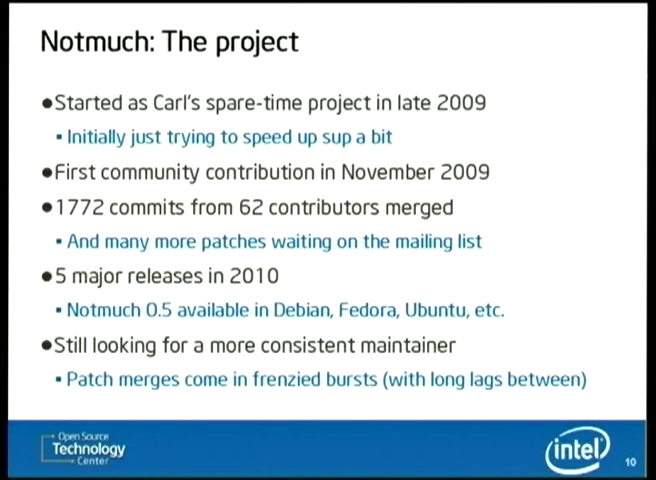 Notmuch: The project
●Started as Carl's spare-time project in late 2009
▪Initially just trying to speed up sup a bit
●First community contribution in November 2009
●1772 commits from 62 contributors merged
▪And many more patches waiting on the mailing list
●5 major releases in 2010
▪Notmuch 0.5 available in Debian, Fedora, Ubuntu, etc.
●Still looking for a more consistent maintainer
▪Patch merges come in frenzied bursts (with long lags between)
Open Source
Technology
Center
intel
10